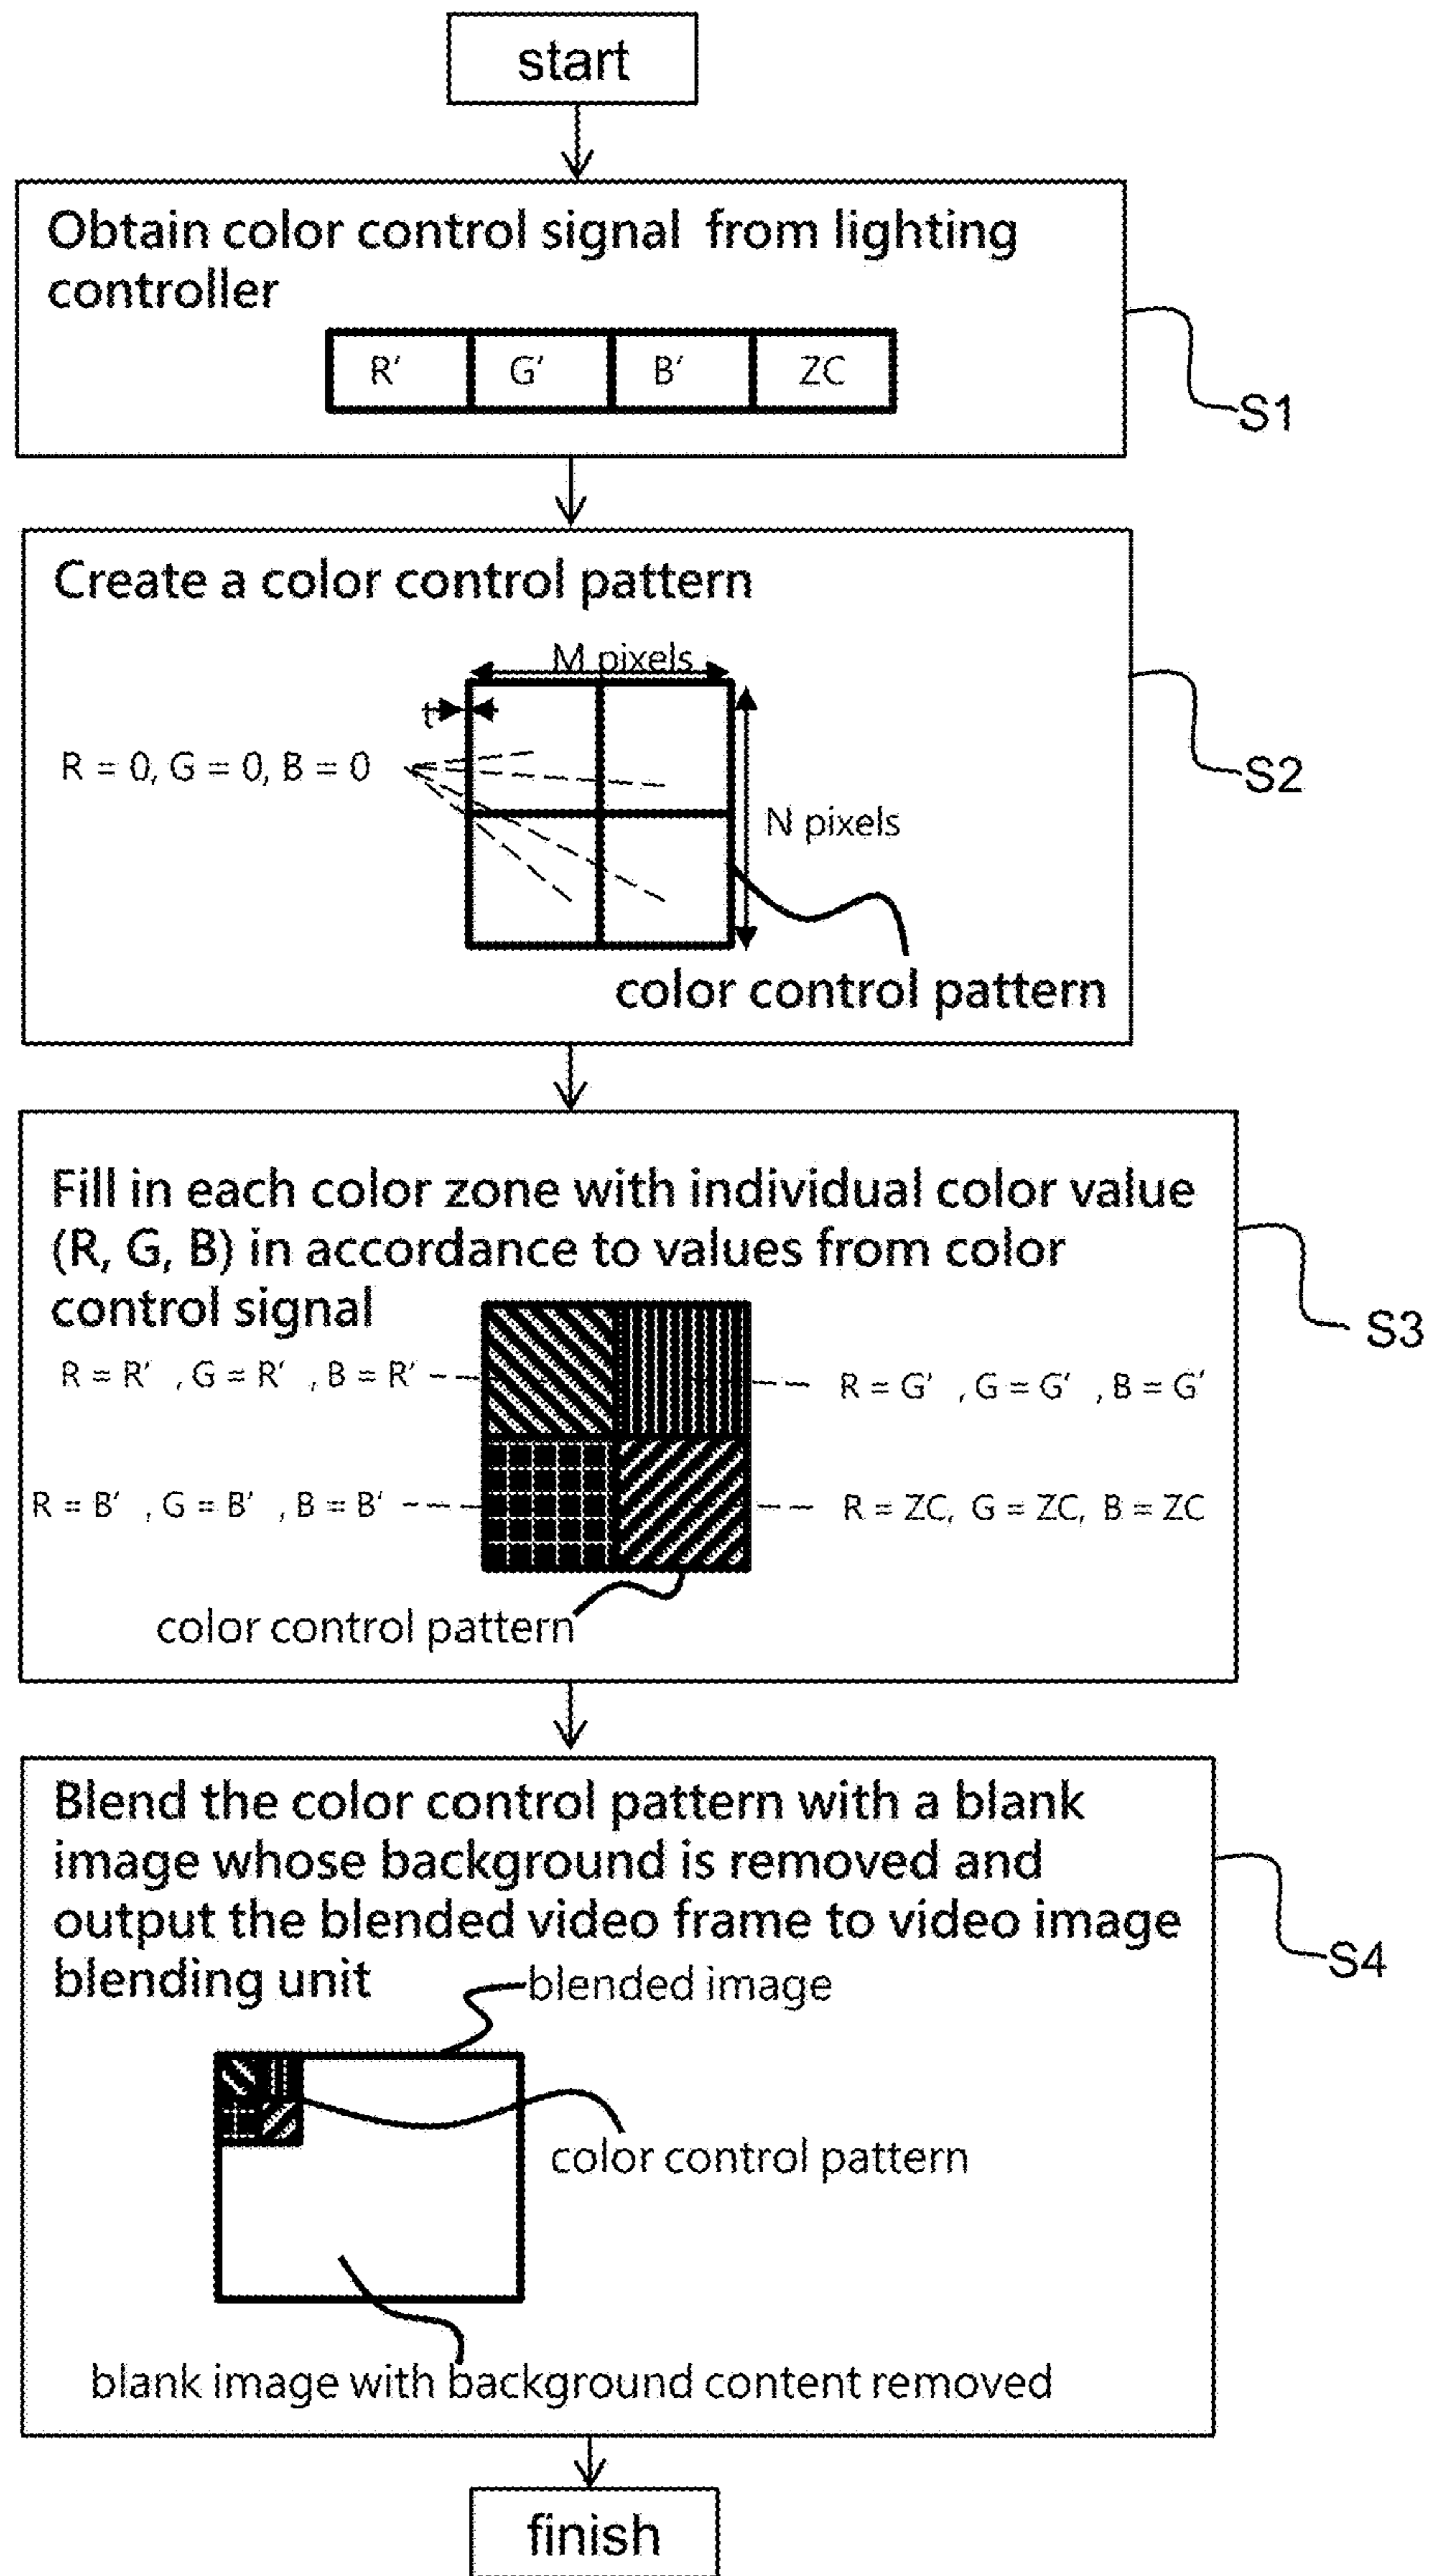 start
Obtain color control signal from lighting
controller
R' G' B' ZC
S1
Create a color control pattern
M pixels
t
R = 0, G = 0, B = 0
N pixels
color control pattern
S2
Fill in each color zone with individual color value
(R, G, B) in accordance to values from color
control signal
R = R' , G = R' , B = R'
R = G' , G = G' , B = G'
R = B' , G = B' , B = B'
R = ZC, G = ZC, B = ZC
color control pattern
S3
Blend the color control pattern with a blank
image whose background is removed and
output the blended video frame to video image
blending unit
blended image
color control pattern
blank image with background content removed
S4
finish